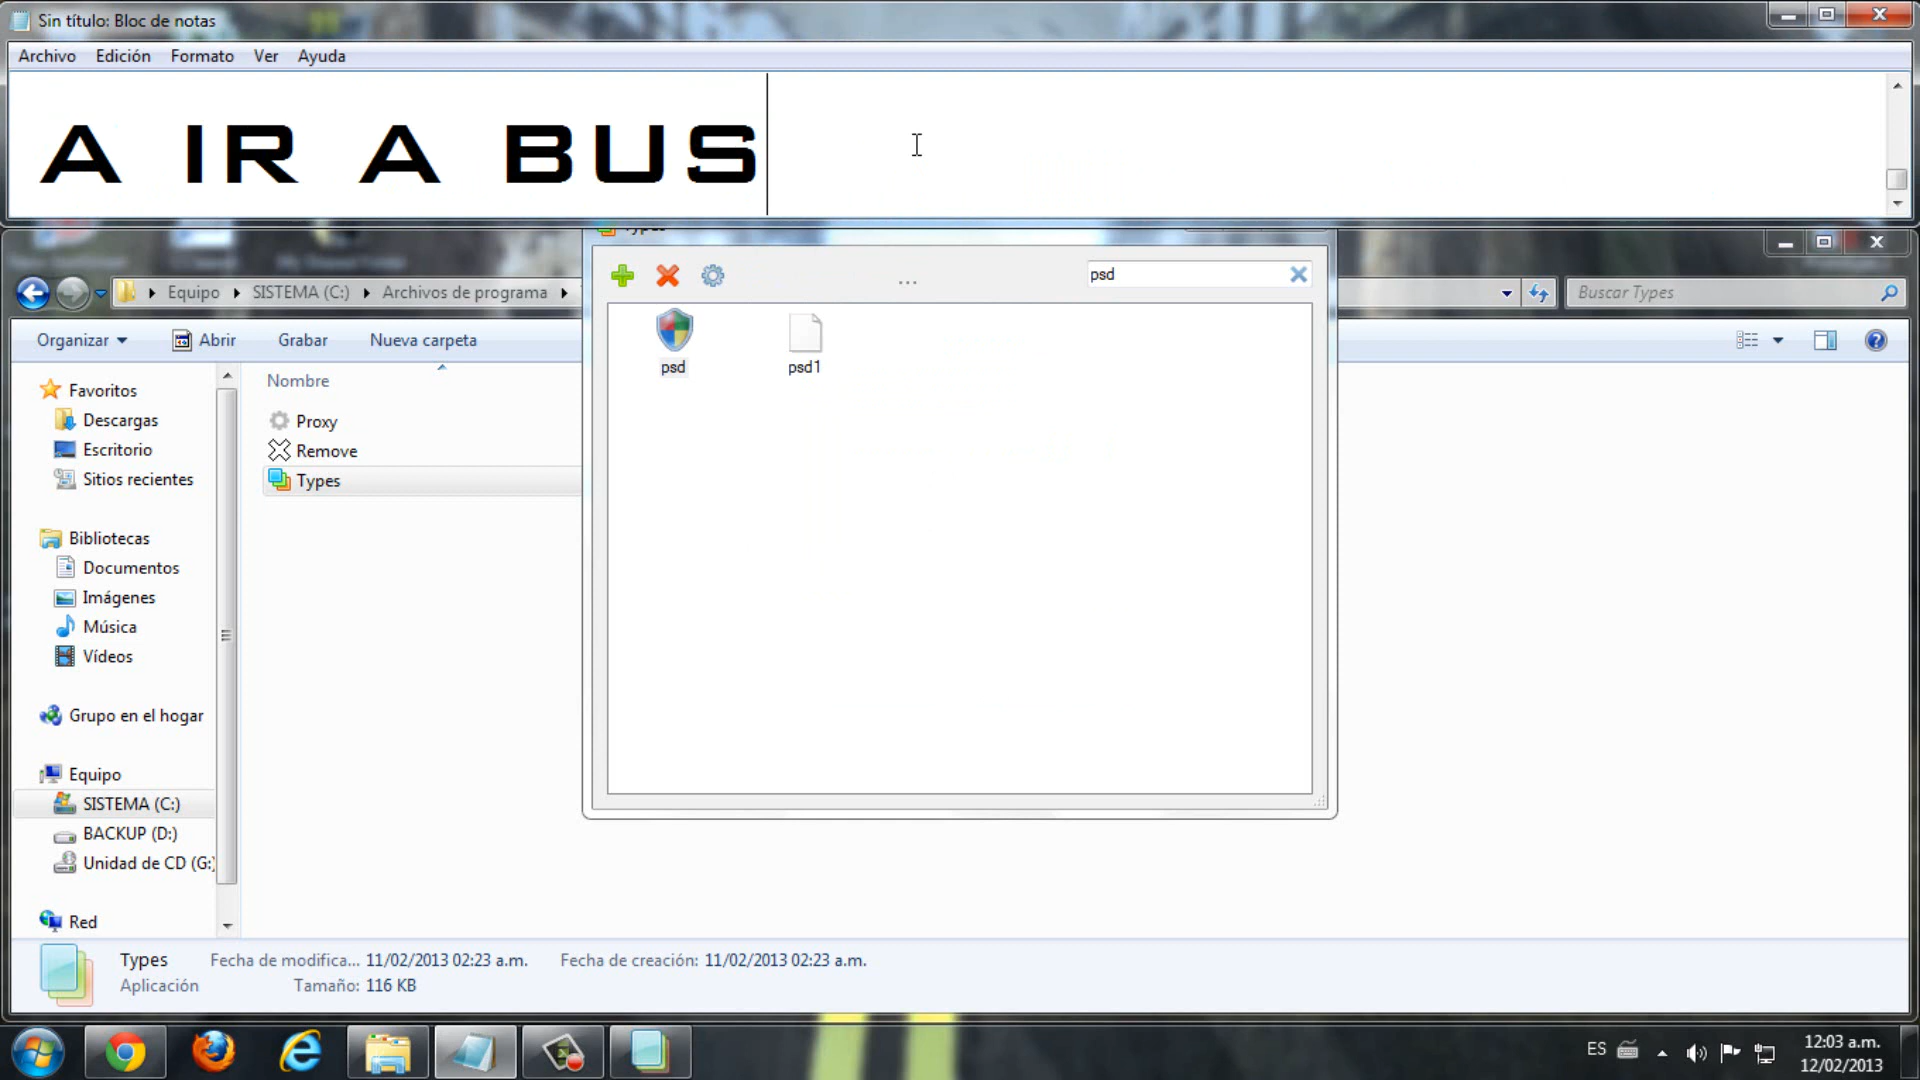 Sin título: Bloc de notas
Archivo Edición Formato Ver Ayuda
A IR A BUS
Types
... psd
psd psd1
Equipo SISTEMA (C:) Archivos de programa
Buscar Types
Organizar Abrir Grabar Nueva carpeta
Nombre
Proxy
Remove
Types
Favoritos
Descargas
Escritorio
Sitios recientes
Bibliotecas
Documentos
Imágenes
Música
Vídeos
Grupo en el hogar
Equipo
SISTEMA (C:)
BACKUP (D:)
Unidad de CD (G:)
Red
Types Fecha de modifica... 11/02/2013 02:23 a.m. Fecha de creación: 11/02/2013 02:23 a.m.
Aplicación Tamaño: 116 KB
ES 12:03 a.m.
12/02/2013